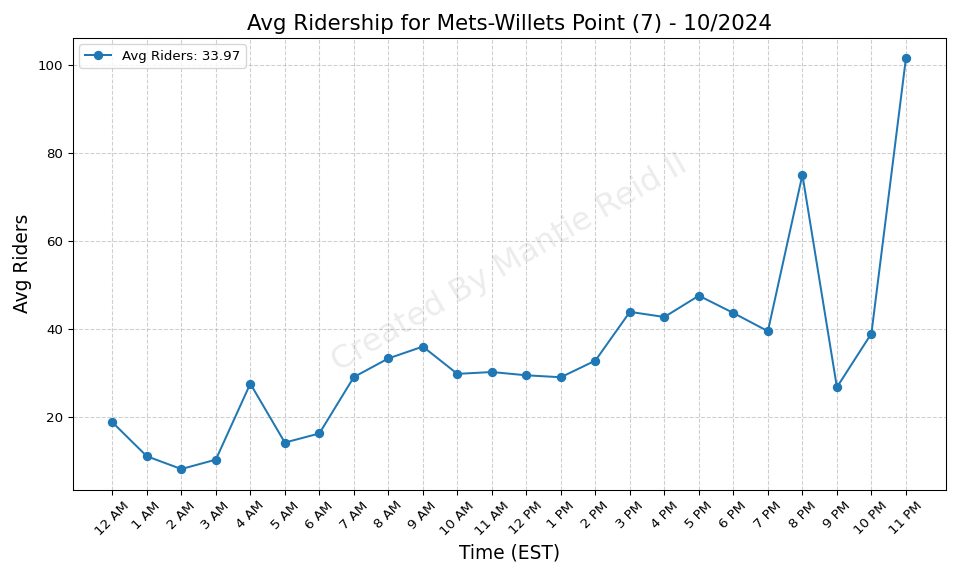 Avg Ridership for Mets-Willets Point (7) - 10/2024
Avg Riders: 33.97
100
80
60
40
20
Avg Riders
Created By Mantie Reid II
12 AM
1 AM
2 AM
3 AM
4 AM
5 AM
6 AM
7 AM
8 AM
9 AM
10 AM
11 AM
12 PM
1 PM
2 PM
3 PM
4 PM
5 PM
6 PM
7 PM
8 PM
9 PM
10 PM
11 PM
Time (EST)